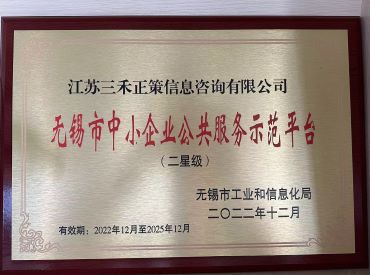 江苏三禾正策信息咨询有限公司
无锡市中小企业公共服务示范平台
（二星级）
无锡市工业和信息化局
二〇二二年十二月
有效期：2022年12月至2025年12月